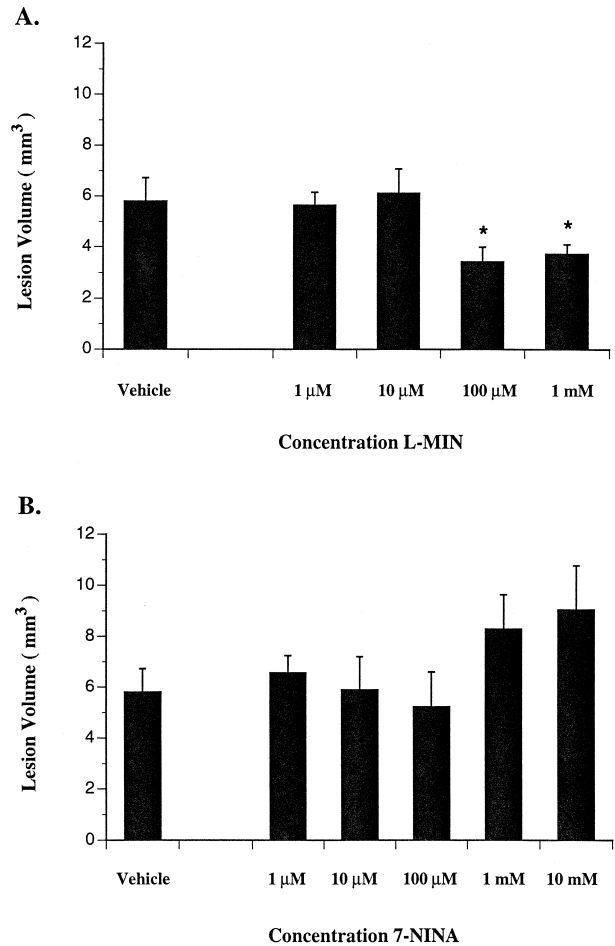 A.
Lesion Volume ( mm³ )
12
10
8
6
4
2
0
*
*
Vehicle
1 µM
10 µM
100 µM
1 mM
Concentration L-MIN
B.
Lesion Volume ( mm³ )
12
10
8
6
4
2
0
Vehicle
1 µM
10 µM
100 µM
1 mM
10 mM
Concentration 7-NINA